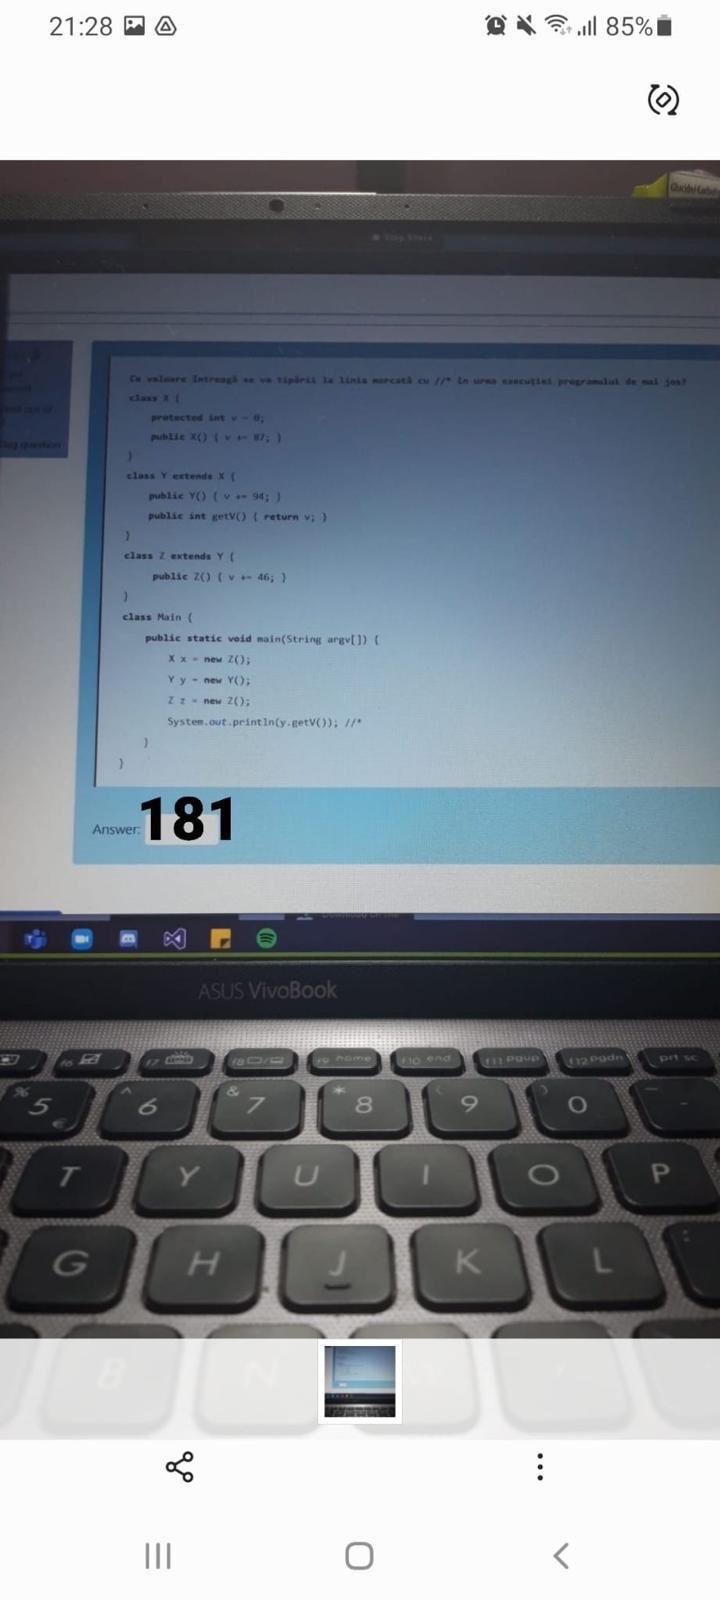 21:28
85%
Glucide/Carbo
Stop Share
Flag question
Ce valoare întreagă se va tipări la linia marcată cu //* în urma execuției programului de mai jos?
class X {
protected int v = 0;
public X() { v += 87; }
}
class Y extends X {
public Y() { v += 94; }
public int getV() { return v; }
}
class Z extends Y {
public Z() { v += 46; }
}
class Main {
public static void main(String argv[]) {
X x = new Z();
Y y = new Y();
Z z = new Z();
System.out.println(y.getV()); //*
}
}
Answer: 181
ASUS VivoBook
f6 f7 f8 f9 home f10 end f11 pgup f12 pgdn prt sc
% 5 € ^ 6 & 7 * 8 ( 9 ) 0 _ -
T Y U I O P
G H J K L :
B N